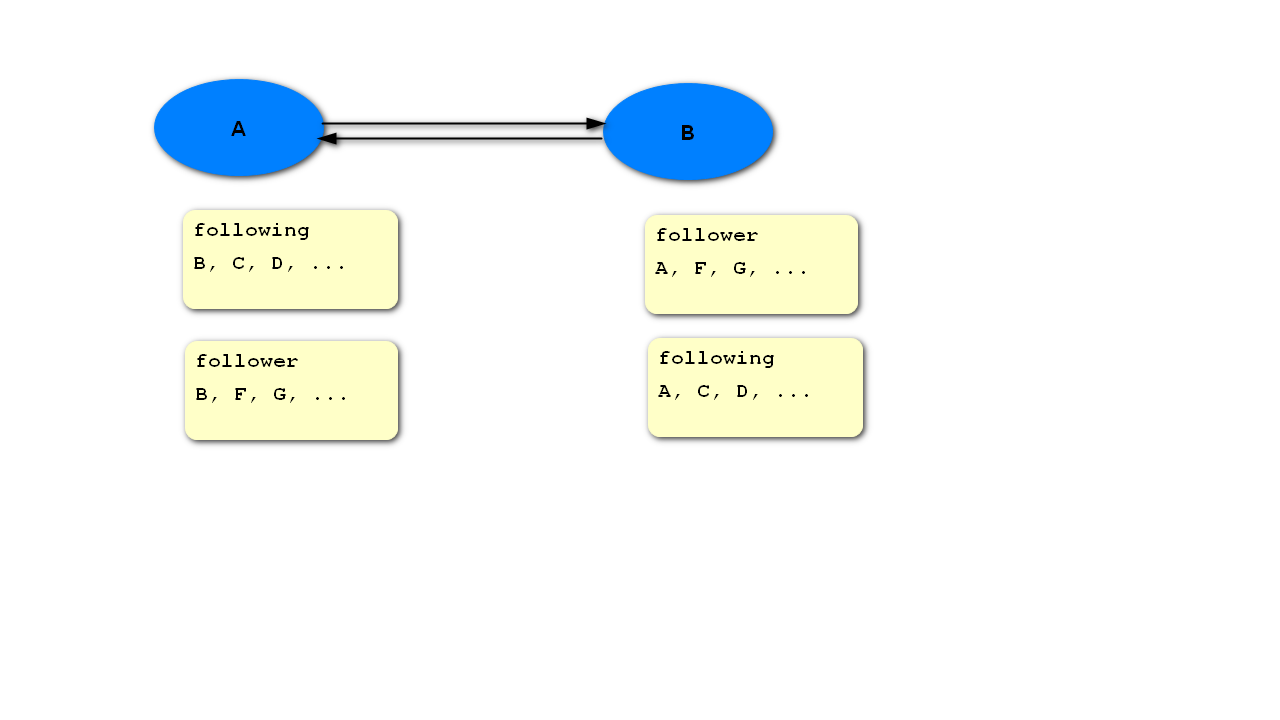 A
B
following
B, C, D, ...
follower
A, F, G, ...
follower
B, F, G, ...
following
A, C, D, ...